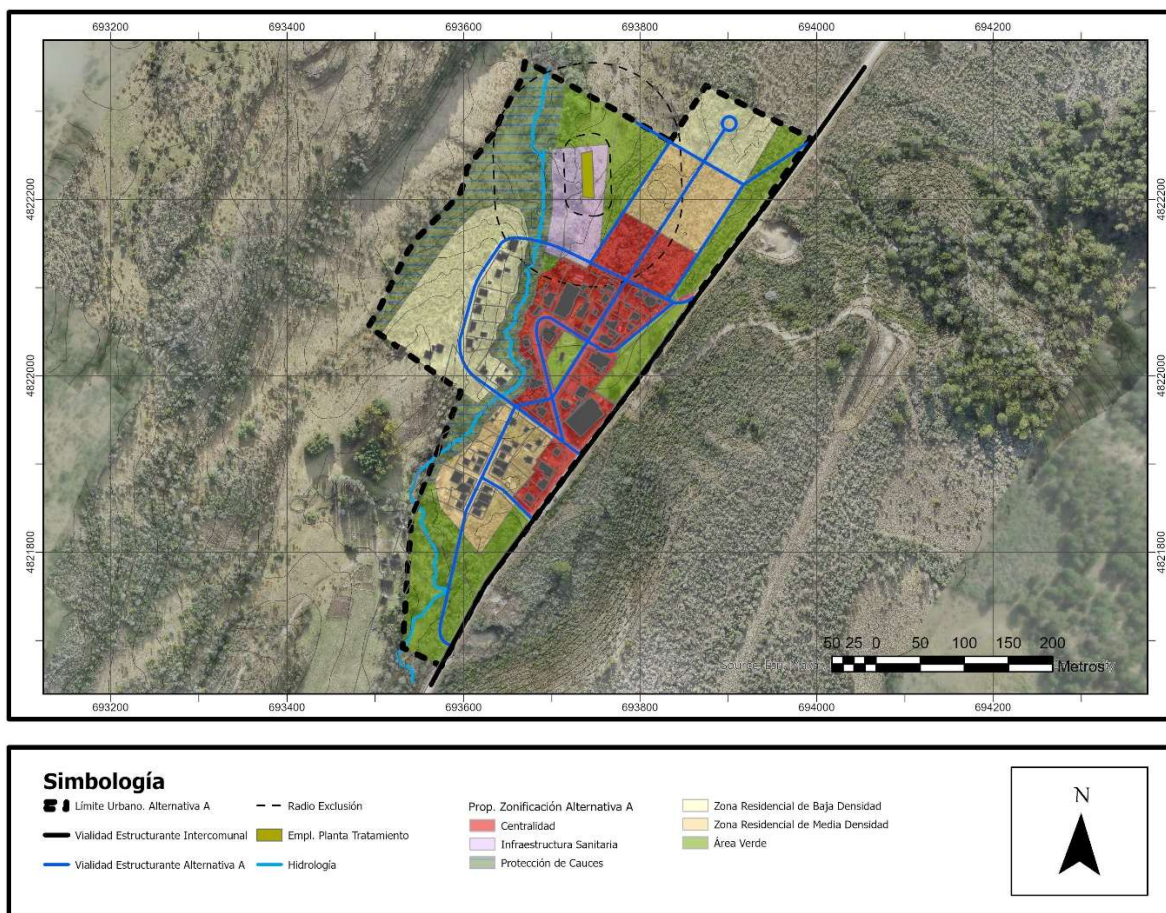 693200 693400 693600 693800 694000 694200
4822200 4822200
4822000 4822000
4821800 4821800
50 25 0 50 100 150 200
Metros
693200 693400 693600 693800 694000 694200
Simbología
Límite Urbano. Alternativa A
Vialidad Estructurante Intercomunal
Vialidad Estructurante Alternativa A
Radio Exclusión
Empl. Planta Tratamiento
Hidrología
Prop. Zonificación Alternativa A
Centralidad
Infraestructura Sanitaria
Protección de Cauces
Zona Residencial de Baja Densidad
Zona Residencial de Media Densidad
Área Verde
N